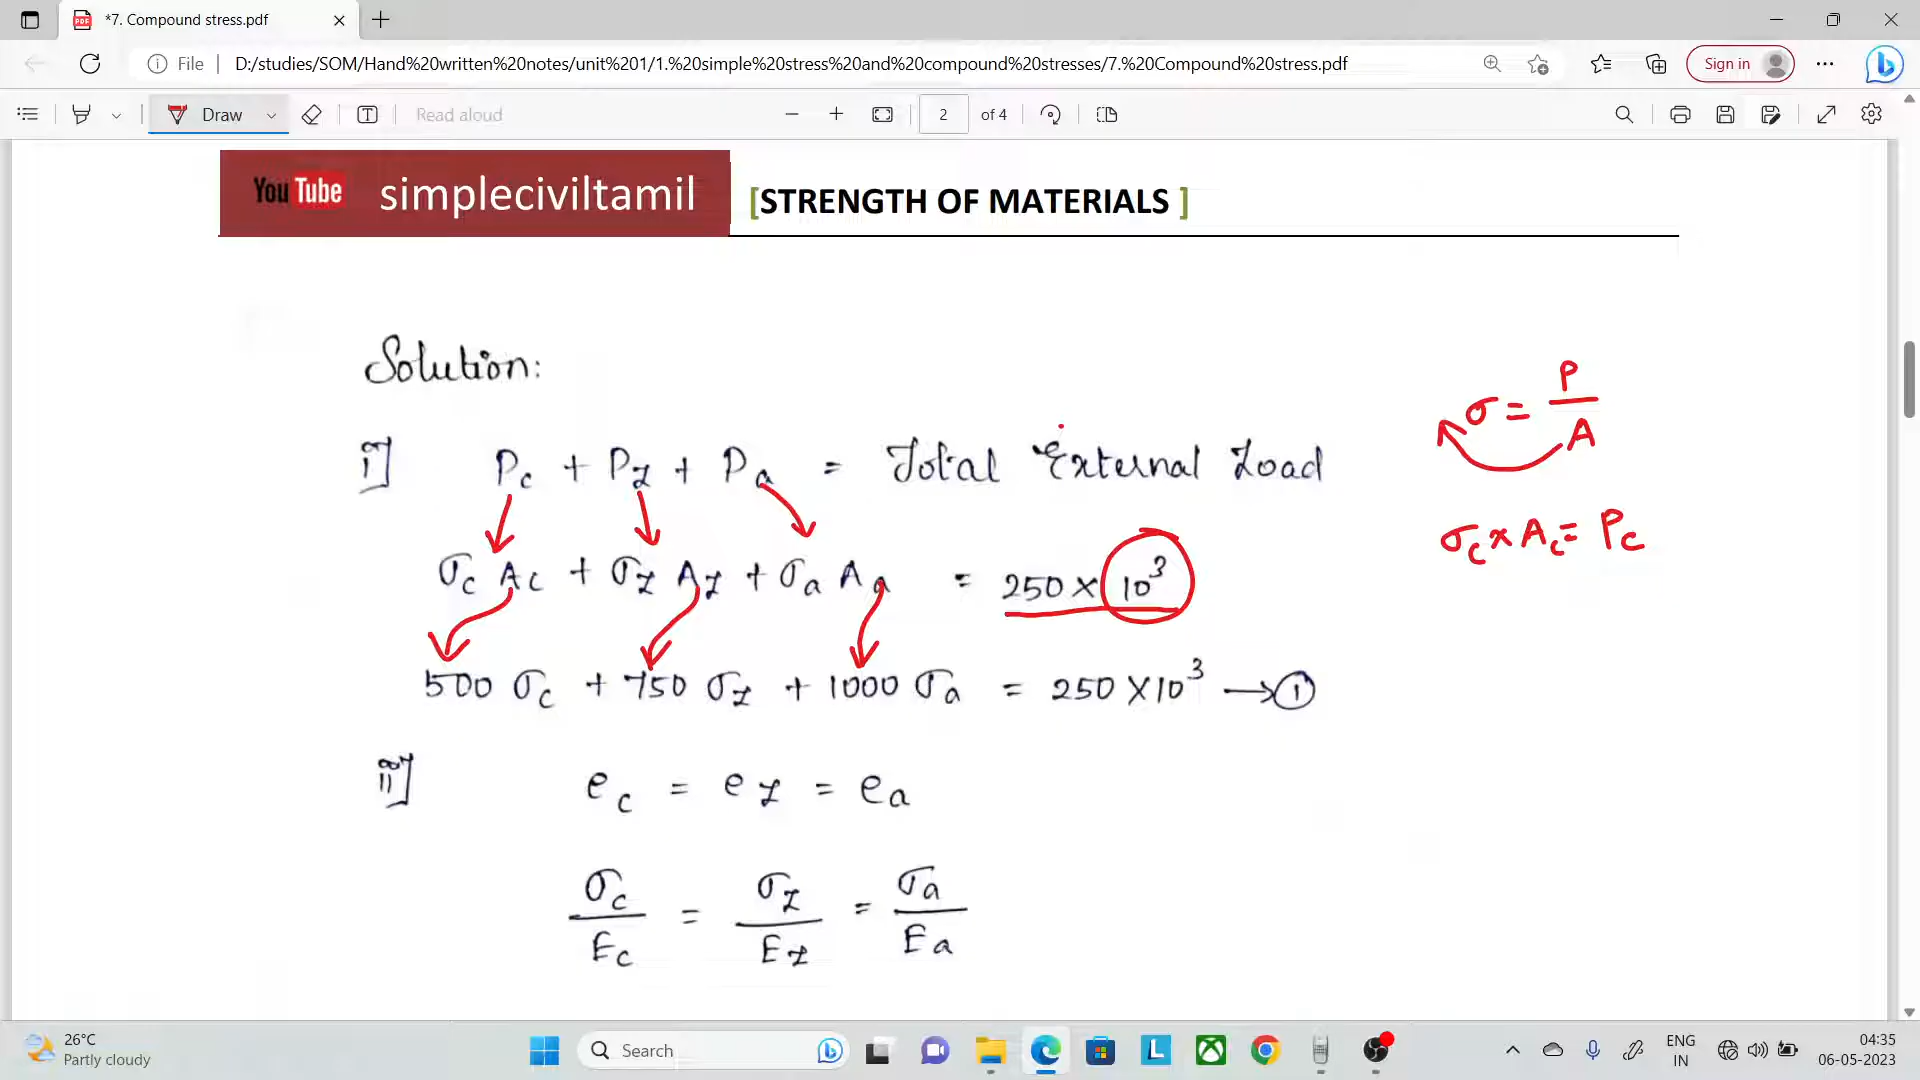 *7. Compound stress.pdf
File | D:/studies/SOM/Hand%20written%20notes/unit%201/1.%20simple%20stress%20and%20compound%20stresses/7.%20Compound%20stress.pdf
Sign in
Draw
Read aloud
2 of 4
You Tube simpleciviltamil [STRENGTH OF MATERIALS ]
Solution:
i] Pc + Pz + Pa = Total External Load
σ = P/A
σc × Ac = Pc
σc Ac + σz Az + σa Aa = 250 × 10³
500 σc + 750 σz + 1000 σa = 250 × 10³ → ①
ii] ec = ez = ea
σc/Ec = σz/Ez = σa/Ea
26°C
Partly cloudy
Search
ENG
IN
04:35
06-05-2023